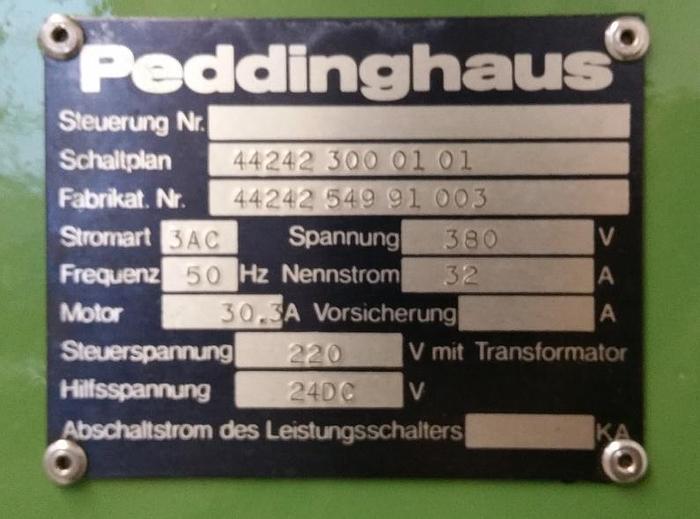 Peddinghaus
Steuerung Nr.
Schaltplan 44242 300 01 01
Fabrikat. Nr. 44242 549 91 003
Stromart 3AC Spannung 380 V
Frequenz 50 Hz Nennstrom 32 A
Motor 30.3A Vorsicherung A
Steuerspannung 220 V mit Transformator
Hilfsspannung 24DC V
Abschaltstrom des Leistungsschalters KA